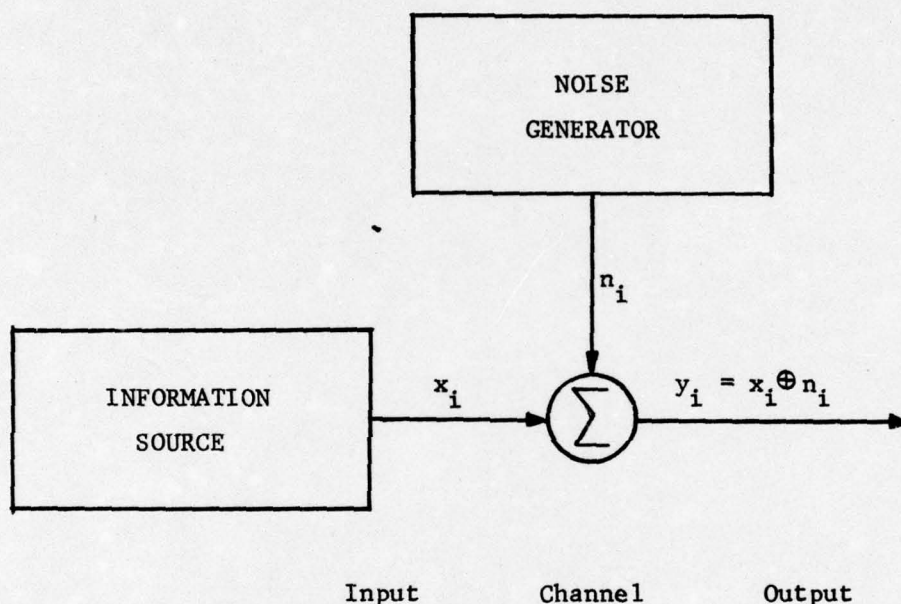 NOISE
GENERATOR
n_i
INFORMATION
SOURCE
x_i
∑
y_i = x_i ⊕ n_i
Input Channel Output